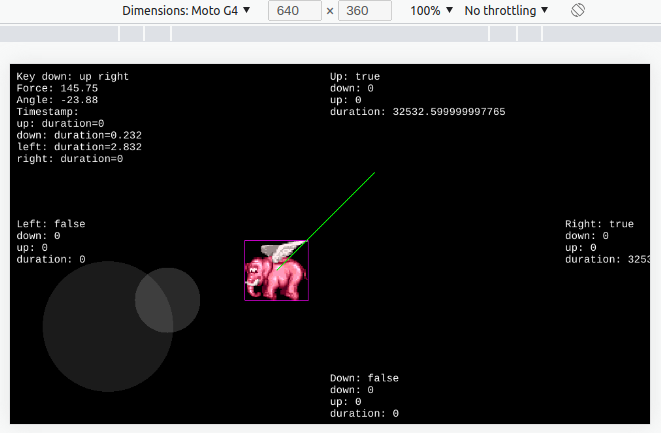 Dimensions: Moto G4 640 × 360 100% No throttling
Key down: up right
Force: 145.75
Angle: -23.88
Timestamp:
up: duration=0
down: duration=0.232
left: duration=2.832
right: duration=0
Up: true
down: 0
up: 0
duration: 32532.599999997765
Left: false
down: 0
up: 0
duration: 0
Right: true
down: 0
up: 0
duration: 3253
Down: false
down: 0
up: 0
duration: 0